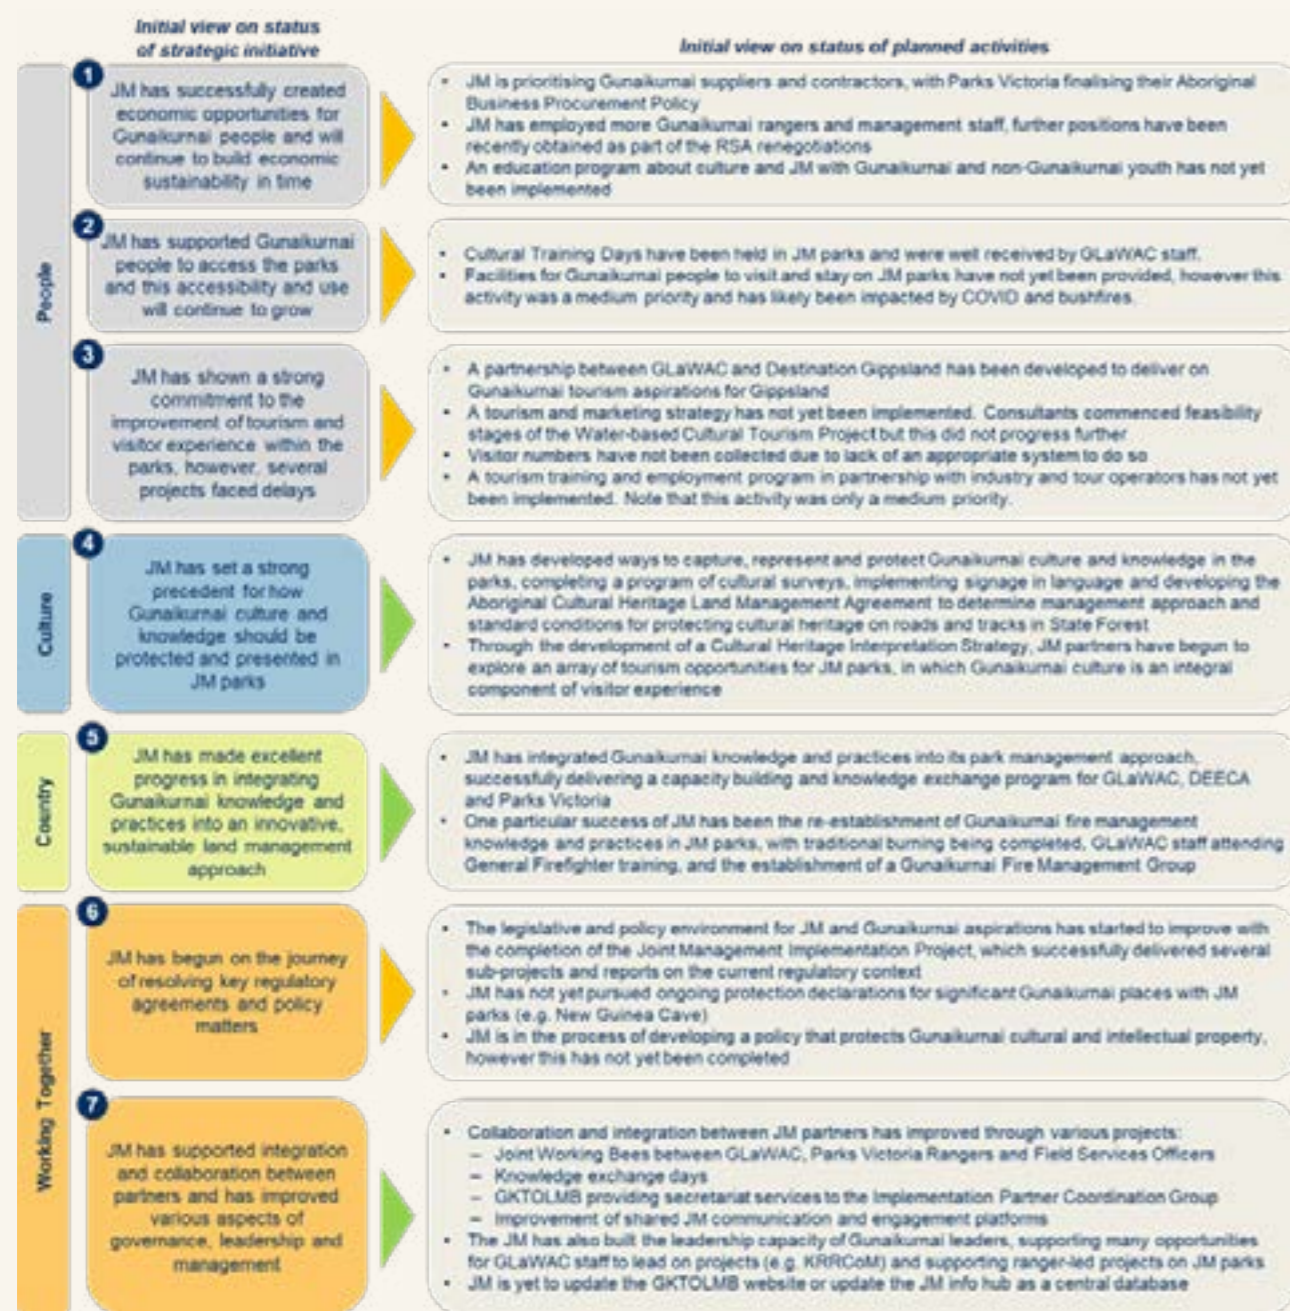 Initial view on status
of strategic initiative
Initial view on status of planned activities
People
1
JM has successfully created
economic opportunities for
Gunaikurnai people and will
continue to build economic
sustainability in time
• JM is prioritising Gunaikurnai suppliers and contractors, with Parks Victoria finalising their Aboriginal
Business Procurement Policy
• JM has employed more Gunaikurnai rangers and management staff, further positions have been
recently obtained as part of the RSA renegotiations
• An education program about culture and JM with Gunaikurnai and non-Gunaikurnai youth has not yet
been implemented
2
JM has supported Gunaikurnai
people to access the parks
and this accessibility and use
will continue to grow
• Cultural Training Days have been held in JM parks and were well received by GLaWAC staff.
• Facilities for Gunaikurnai people to visit and stay on JM parks have not yet been provided, however this
activity was a medium priority and has likely been impacted by COVID and bushfires.
3
JM has shown a strong
commitment to the
improvement of tourism and
visitor experience within the
parks, however, several
projects faced delays
• A partnership between GLaWAC and Destination Gippsland has been developed to deliver on
Gunaikurnai tourism aspirations for Gippsland
• A tourism and marketing strategy has not yet been implemented. Consultants commenced feasibility
stages of the Water-based Cultural Tourism Project but this did not progress further
• Visitor numbers have not been collected due to lack of an appropriate system to do so
• A tourism training and employment program in partnership with industry and tour operators has not yet
been implemented. Note that this activity was only a medium priority.
Culture
4
JM has set a strong
precedent for how
Gunaikurnai culture and
knowledge should be
protected and presented in
JM parks
• JM has developed ways to capture, represent and protect Gunaikurnai culture and knowledge in the
parks, completing a program of cultural surveys, implementing signage in language and developing the
Aboriginal Cultural Heritage Land Management Agreement to determine management approach and
standard conditions for protecting cultural heritage on roads and tracks in State Forest
• Through the development of a Cultural Heritage Interpretation Strategy, JM partners have begun to
explore an array of tourism opportunities for JM parks, in which Gunaikurnai culture is an integral
component of visitor experience
Country
5
JM has made excellent
progress in integrating
Gunaikurnai knowledge and
practices into an innovative,
sustainable land management
approach
• JM has integrated Gunaikurnai knowledge and practices into its park management approach,
successfully delivering a capacity building and knowledge exchange program for GLaWAC, DEECA
and Parks Victoria
• One particular success of JM has been the re-establishment of Gunaikurnai fire management
knowledge and practices in JM parks, with traditional burning being completed, GLaWAC staff attending
General Firefighter training, and the establishment of a Gunaikurnai Fire Management Group
Working Together
6
JM has begun on the journey
of resolving key regulatory
agreements and policy
matters
• The legislative and policy environment for JM and Gunaikurnai aspirations has started to improve with
the completion of the Joint Management Implementation Project, which successfully delivered several
sub-projects and reports on the current regulatory context
• JM has not yet pursued ongoing protection declarations for significant Gunaikurnai places with JM
parks (e.g. New Guinea Cave)
• JM is in the process of developing a policy that protects Gunaikurnai cultural and intellectual property,
however this has not yet been completed
7
JM has supported integration
and collaboration between
partners and has improved
various aspects of
governance, leadership and
management
• Collaboration and integration between JM partners has improved through various projects:
– Joint Working Bees between GLaWAC, Parks Victoria Rangers and Field Services Officers
– Knowledge exchange days
– GKTOLMB providing secretariat services to the Implementation Partner Coordination Group
– Improvement of shared JM communication and engagement platforms
• The JM has also built the leadership capacity of Gunaikurnai leaders, supporting many opportunities
for GLaWAC staff to lead on projects (e.g. KRRCoM) and supporting ranger-led projects on JM parks
• JM is yet to update the GKTOLMB website or update the JM info hub as a central database